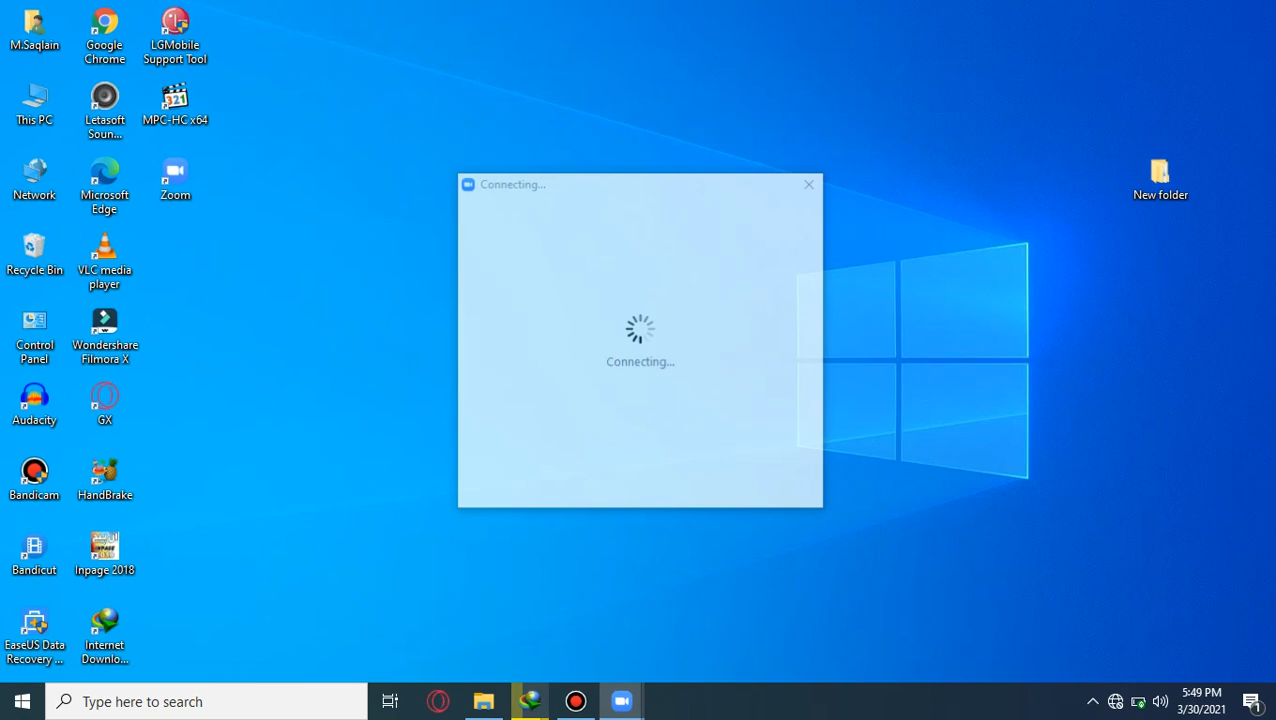 M.Saqlain
Google
Chrome
LGMobile
Support Tool
This PC
Letasoft
Soun...
MPC-HC x64
321
Network
Microsoft
Edge
Zoom
Recycle Bin
VLC media
player
Control
Panel
Wondershare
Filmora X
Audacity
GX
Bandicam
HandBrake
Bandicut
Inpage 2018
EaseUS Data
Recovery ...
Internet
Downlo...
Connecting...
Connecting...
New folder
Type here to search
5:49 PM
3/30/2021
1